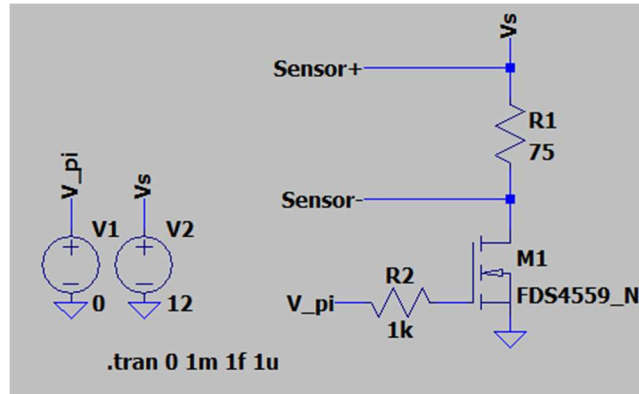 Vs
Sensor+
R1
75
V_pi
Vs
V1
V2
Sensor-
M1
R2
FDS4559_N
V_pi
0
12
1k
.tran 0 1m 1f 1u